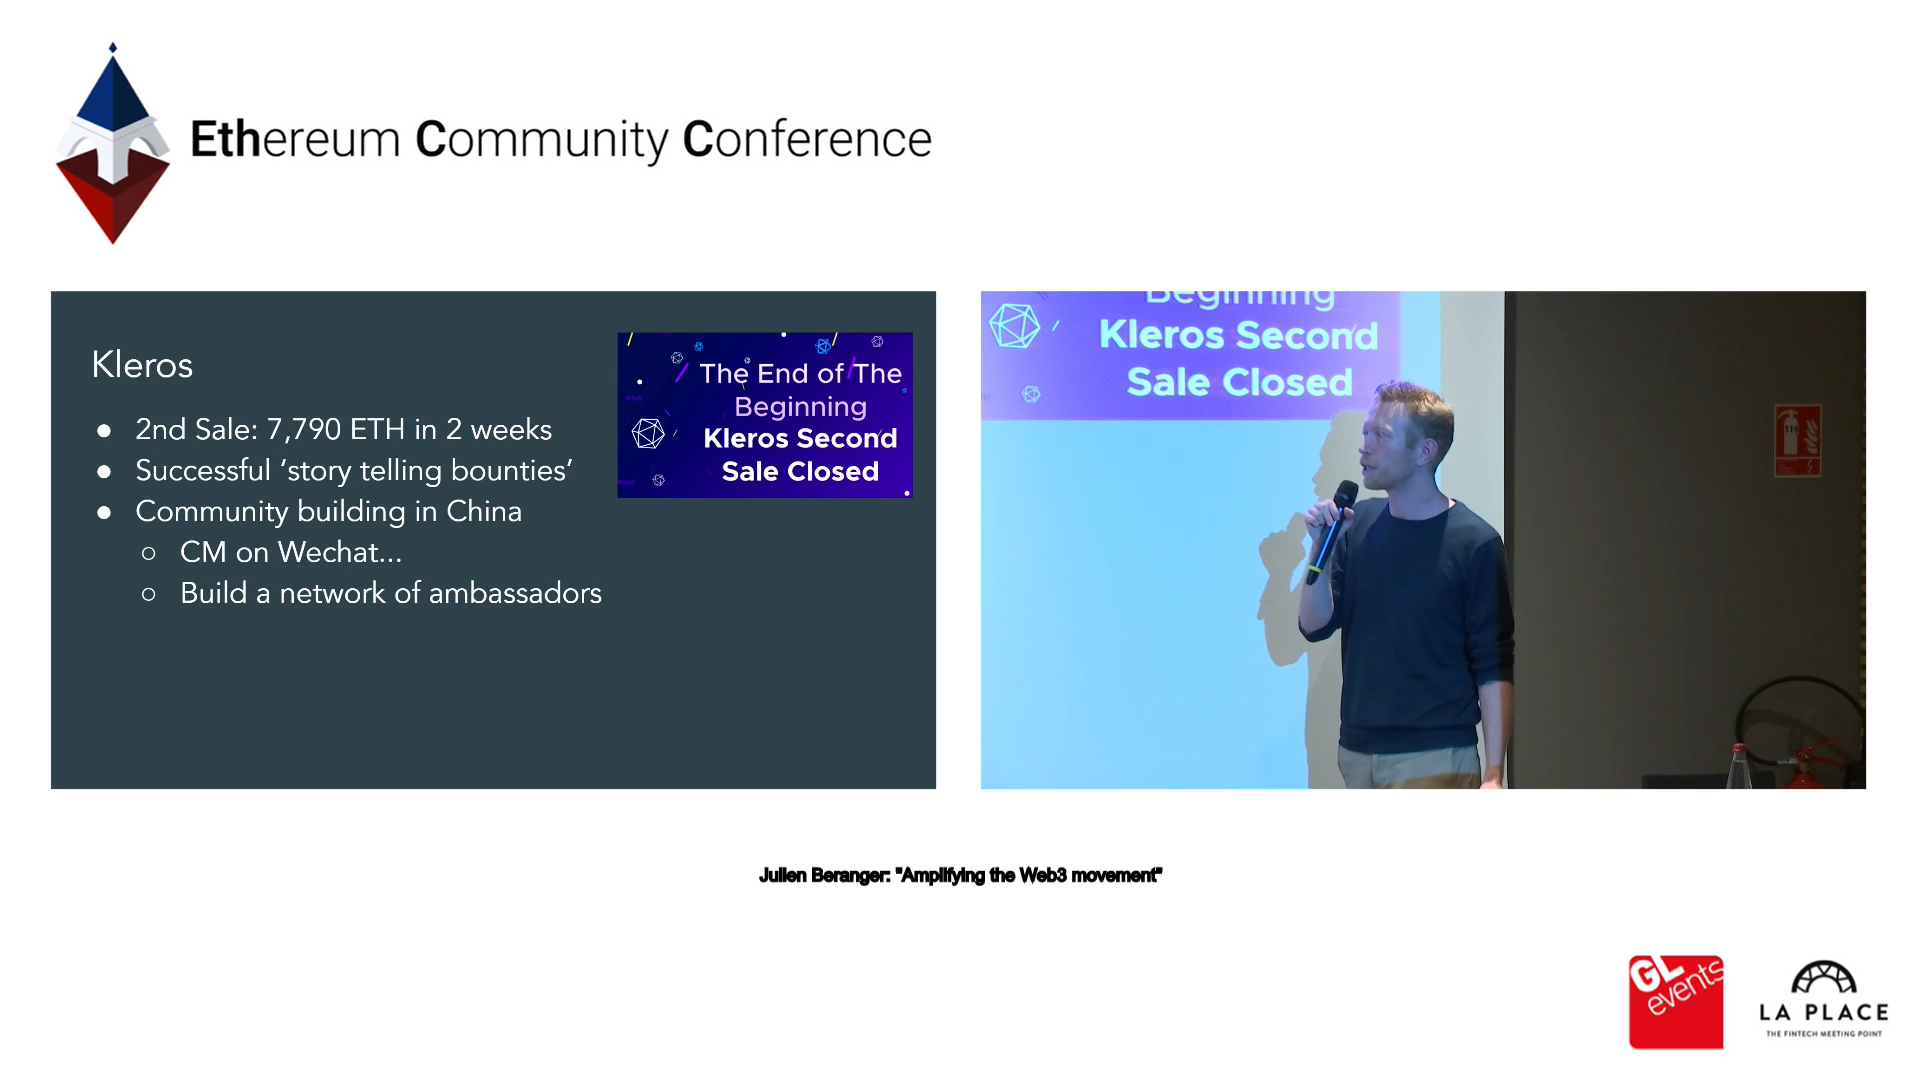 Ethereum Community Conference
Kleros
● 2nd Sale: 7,790 ETH in 2 weeks
● Successful ‘story telling bounties’
● Community building in China
○ CM on Wechat...
○ Build a network of ambassadors
The End of The
Beginning
Kleros Second
Sale Closed
Beginning
Kleros Second
Sale Closed
119
Julien Beranger: "Amplifying the Web3 movement"
GL
events
LA PLACE
THE FINTECH MEETING POINT